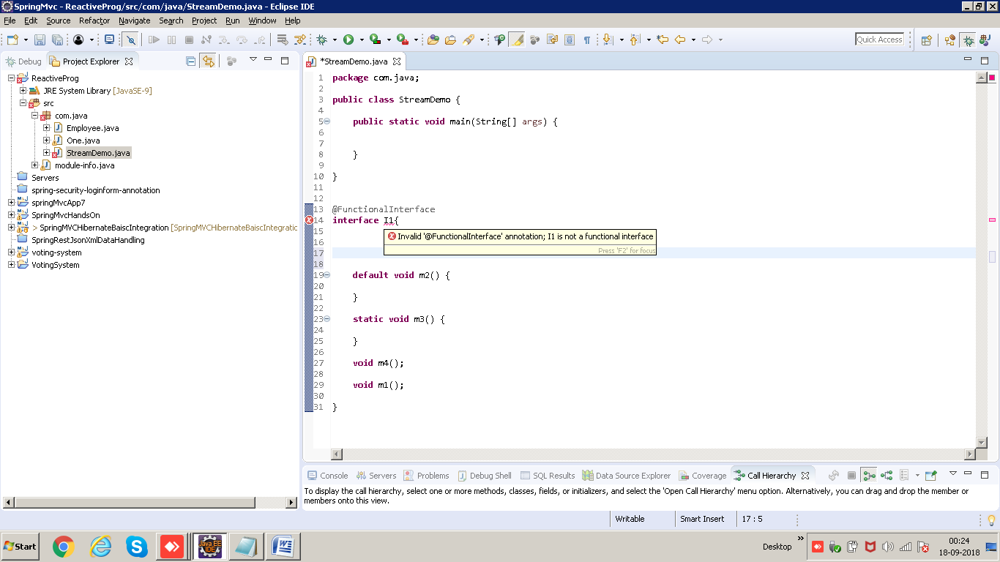 SpringMvc - ReactiveProg/src/com/java/StreamDemo.java - Eclipse IDE
File Edit Source Refactor Navigate Search Project Run Window Help
Quick Access
Debug Project Explorer
ReactiveProg
JRE System Library [JavaSE-9]
src
com.java
Employee.java
One.java
StreamDemo.java
module-info.java
Servers
spring-security-loginform-annotation
springMvcApp7
SpringMvcHandsOn
> SpringMVCHibernateBaiscIntegration [SpringMVCHibernateBaiscIntegratic
SpringRestJsonXmlDataHandling
voting-system
VotingSystem
*StreamDemo.java
1 package com.java;
2
3 public class StreamDemo {
4
5 public static void main(String[] args) {
6
7
8 }
9
10 }
11
12
13 @FunctionalInterface
14 interface I1{
15
Invalid '@FunctionalInterface' annotation; I1 is not a functional interface
16
Press 'F2' for focus
17
18
19 default void m2() {
20
21 }
22
23 static void m3() {
24
25 }
26
27 void m4();
28
29 void m1();
30
31 }
Console Servers Problems Debug Shell SQL Results Data Source Explorer Coverage Call Hierarchy
To display the call hierarchy, select one or more methods, classes, fields, or initializers, and select the 'Open Call Hierarchy' menu option. Alternatively, you can drag and drop the member or
members onto this view.
Writable Smart Insert 17 : 5
Start
Java EE
IDE
Desktop
00:24
18-09-2018